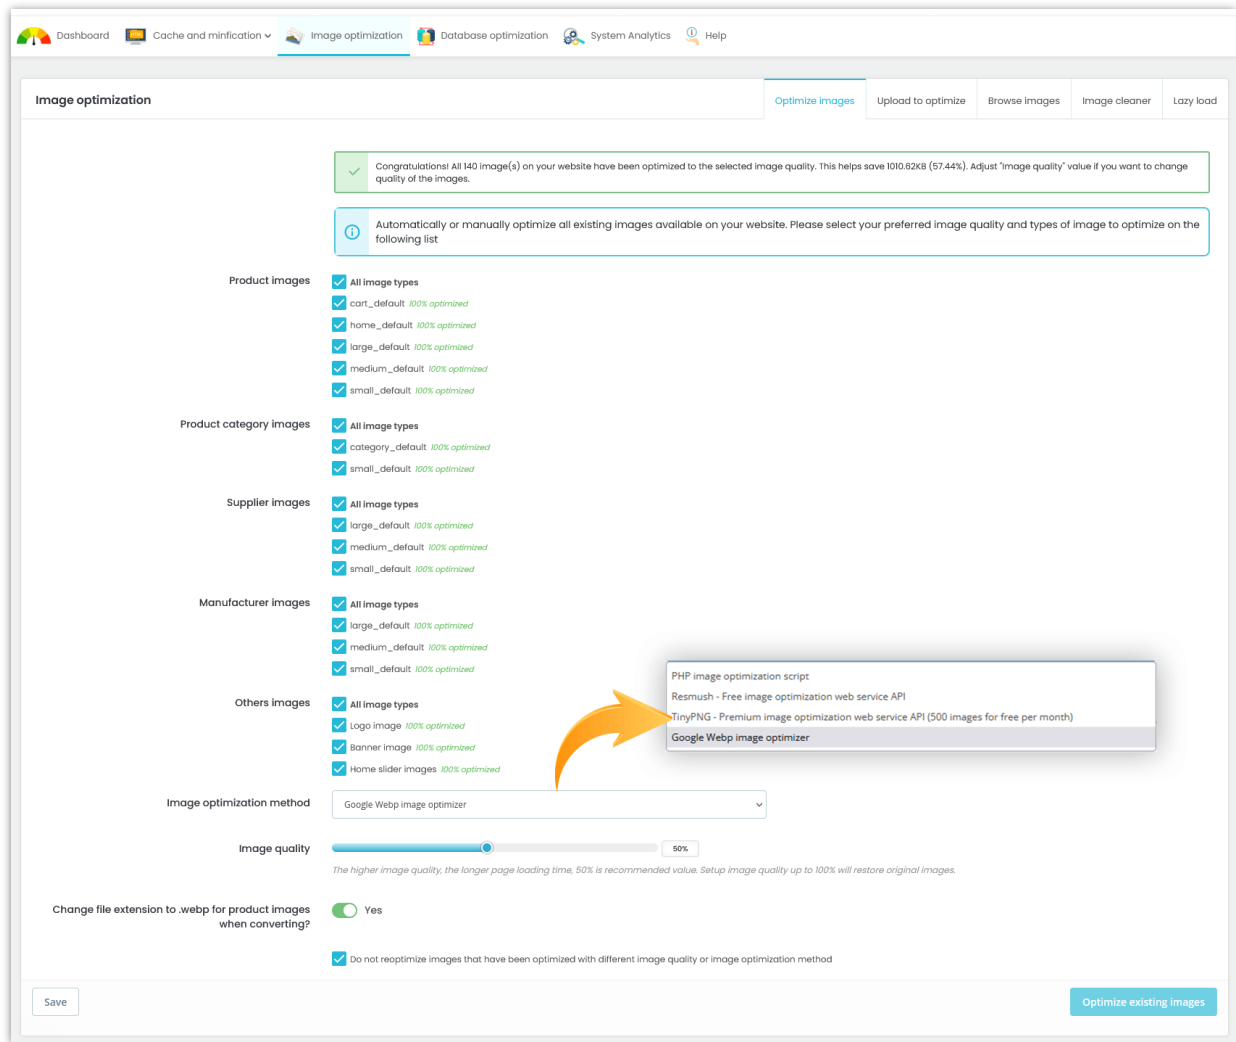 Dashboard
Cache and minfication
Image optimization
Database optimization
System Analytics
Help
Image optimization
Optimize images
Upload to optimize
Browse images
Image cleaner
Lazy load
Congratulations! All 140 image(s) on your website have been optimized to the selected image quality. This helps save 1010.62KB (57.44%). Adjust "Image quality" value if you want to change
quality of the images.
Automatically or manually optimize all existing images available on your website. Please select your preferred image quality and types of image to optimize on the
following list
Product images
All image types
cart_default 100% optimized
home_default 100% optimized
large_default 100% optimized
medium_default 100% optimized
small_default 100% optimized
Product category images
All image types
category_default 100% optimized
small_default 100% optimized
Supplier images
All image types
large_default 100% optimized
medium_default 100% optimized
small_default 100% optimized
Manufacturer images
All image types
large_default 100% optimized
medium_default 100% optimized
small_default 100% optimized
Others images
All image types
Logo image 100% optimized
Banner image 100% optimized
Home slider images 100% optimized
PHP image optimization script
Resmush - Free image optimization web service API
TinyPNG - Premium image optimization web service API (500 images for free per month)
Google Webp image optimizer
Image optimization method
Google Webp image optimizer
Image quality
50%
The higher image quality, the longer page loading time, 50% is recommended value. Setup image quality up to 100% will restore original images.
Change file extension to .webp for product images
when converting?
Yes
Do not reoptimize images that have been optimized with different image quality or image optimization method
Save
Optimize existing images